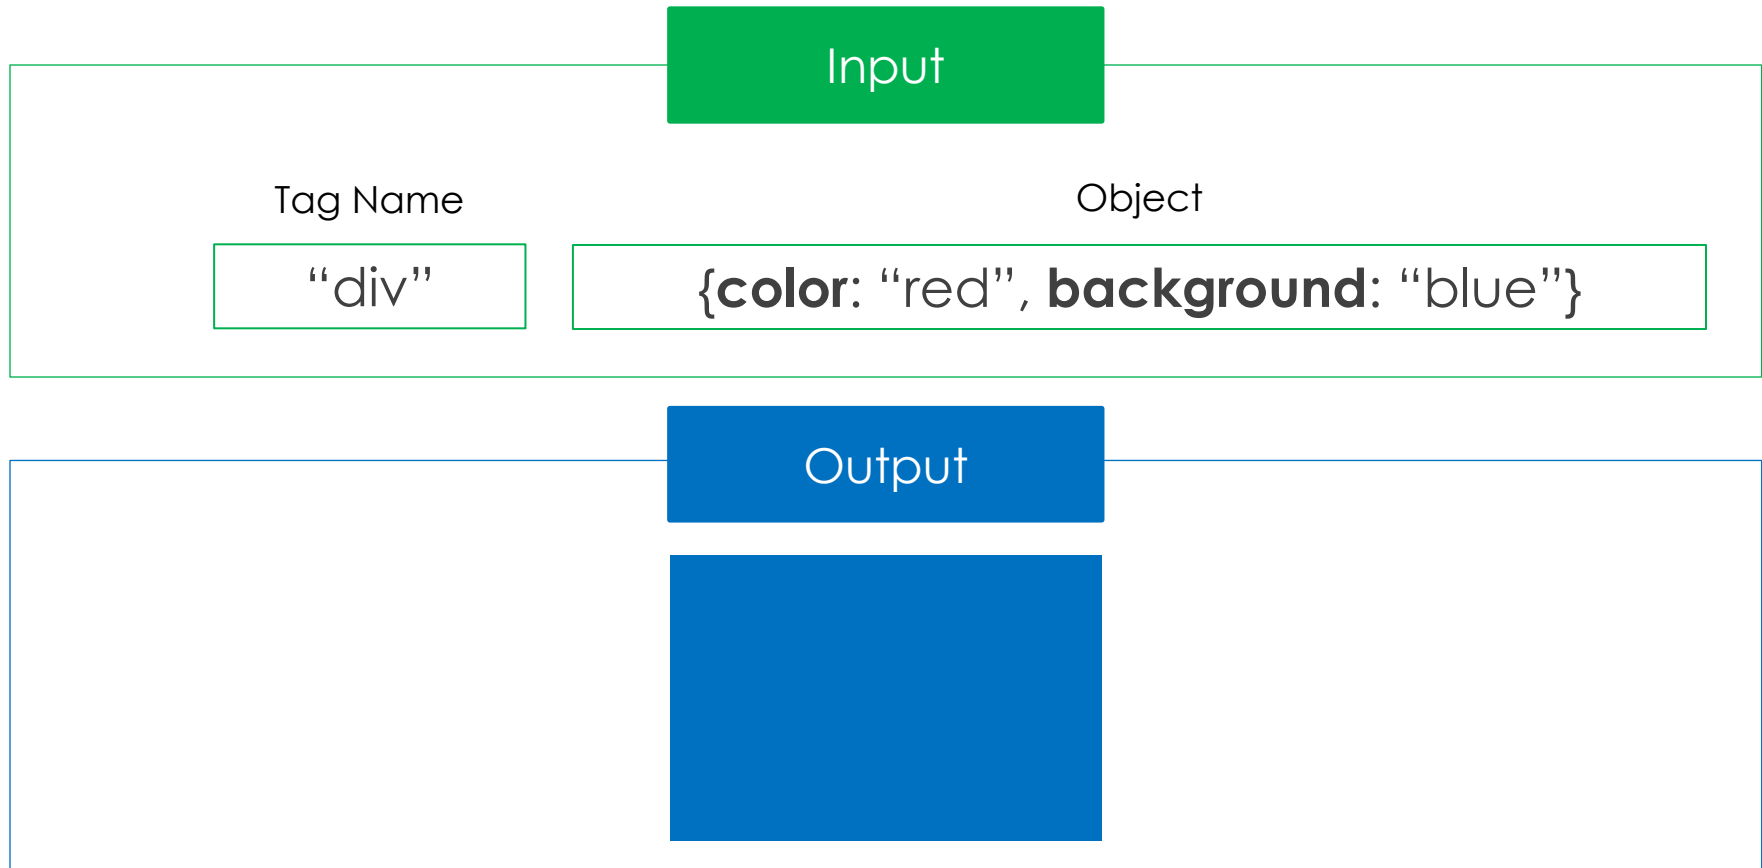 Input
Tag Name
Object
“div”
{color: “red”, background: “blue”}
Output